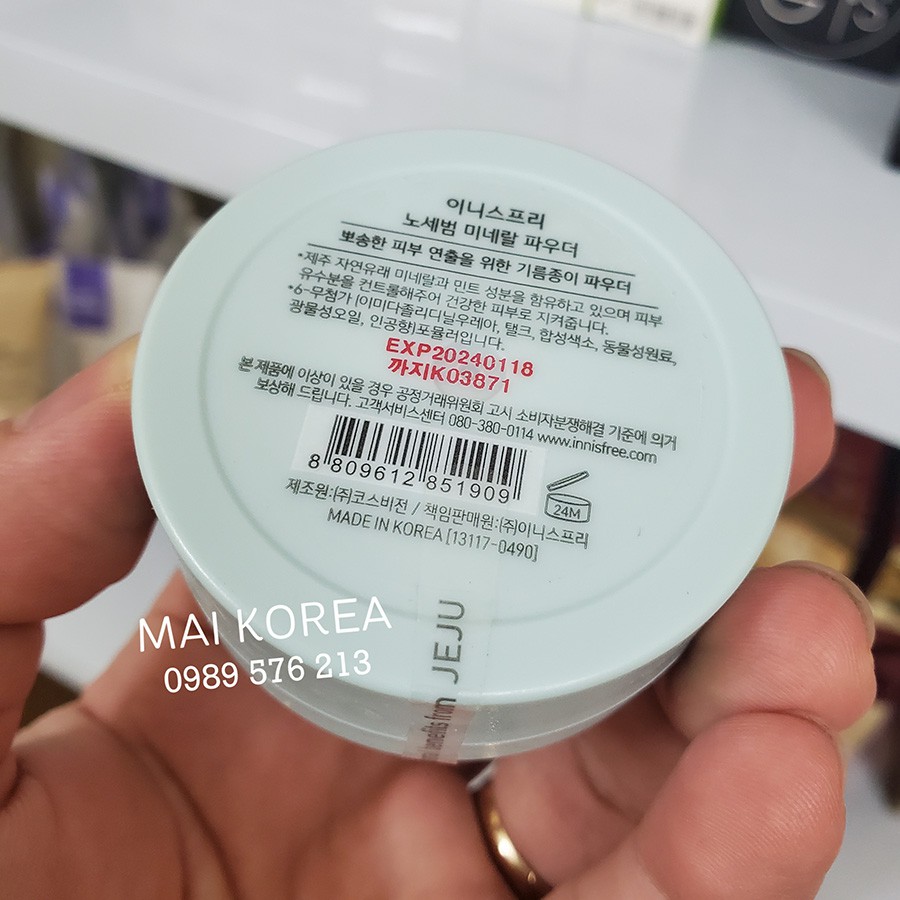 이니스프리
노세범 미네랄 파우더
뽀송한 피부 연출을 위한 기름종이 파우더
•제주 자연유래 미네랄과 민트 성분을 함유하고 있으며 피부
유수분을 컨트롤해주어 건강한 피부로 지켜줍니다.
•6-무첨가 |이미다졸리디닐우레아, 탤크, 합성색소, 동물성원료,
광물성오일, 인공향|포뮬러입니다.
EXP20240118
까지K03871
본 제품에 이상이 있을 경우 공정거래위원회 고시 소비자분쟁해결 기준에 의거
보상해 드립니다. 고객서비스센터 080-380-0114 www.innisfree.com
8 809612 851909
24M
제조원:(주)코스비전 / 책임판매원:(주)이니스프리
MADE IN KOREA [13117-0490]
benefits from JEJU
MAI KOREA
0989 576 213